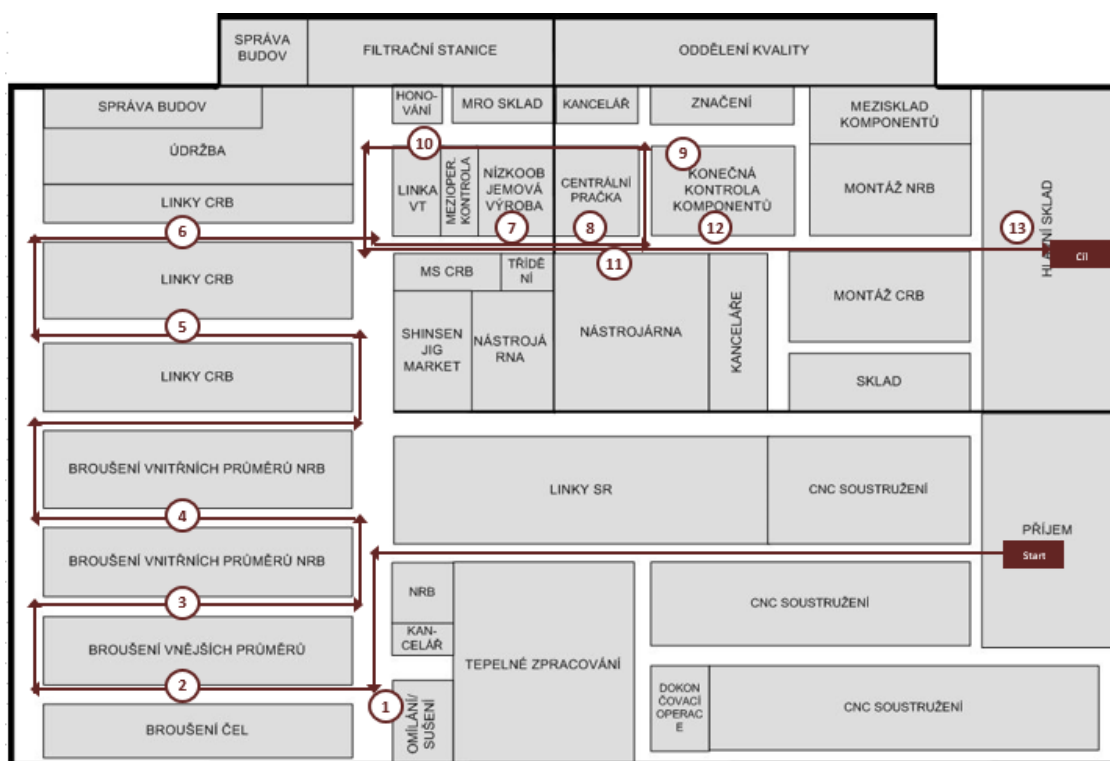 SPRÁVA
BUDOV
FILTRAČNÍ STANICE
ODDĚLENÍ KVALITY
SPRÁVA BUDOV
HONO-
VÁNÍ
MRO SKLAD
KANCELÁŘ
ZNAČENÍ
MEZISKLAD
KOMPONENTŮ
ÚDRŽBA
10
9
LINKA
VT
MEZIOPER.
KONTROLA
NÍZKOOB
JEMOVÁ
VÝROBA
CENTRÁLNÍ
PRAČKA
KONEČNÁ
KONTROLA
KOMPONENTŮ
MONTÁŽ NRB
LINKY CRB
6
7
8
12
13
HLAVNÍ SKLAD
Cíl
11
LINKY CRB
MS CRB
TŘÍDĚ
NÍ
MONTÁŽ CRB
5
SHINSEN
JIG
MARKET
NÁSTROJÁ
RNA
NÁSTROJÁRNA
KANCELÁŘE
LINKY CRB
SKLAD
BROUŠENÍ VNITŘNÍCH PRŮMĚRŮ NRB
LINKY SR
CNC SOUSTRUŽENÍ
4
PŘÍJEM
Start
BROUŠENÍ VNITŘNÍCH PRŮMĚRŮ NRB
NRB
3
CNC SOUSTRUŽENÍ
KAN-
CELÁŘ
BROUŠENÍ VNĚJŠÍCH PRŮMĚRŮ
TEPELNÉ ZPRACOVÁNÍ
2
1
OMÍLÁNÍ/
SUŠENÍ
DOKON
ČOVACÍ
OPERAC
E
CNC SOUSTRUŽENÍ
BROUŠENÍ ČEL